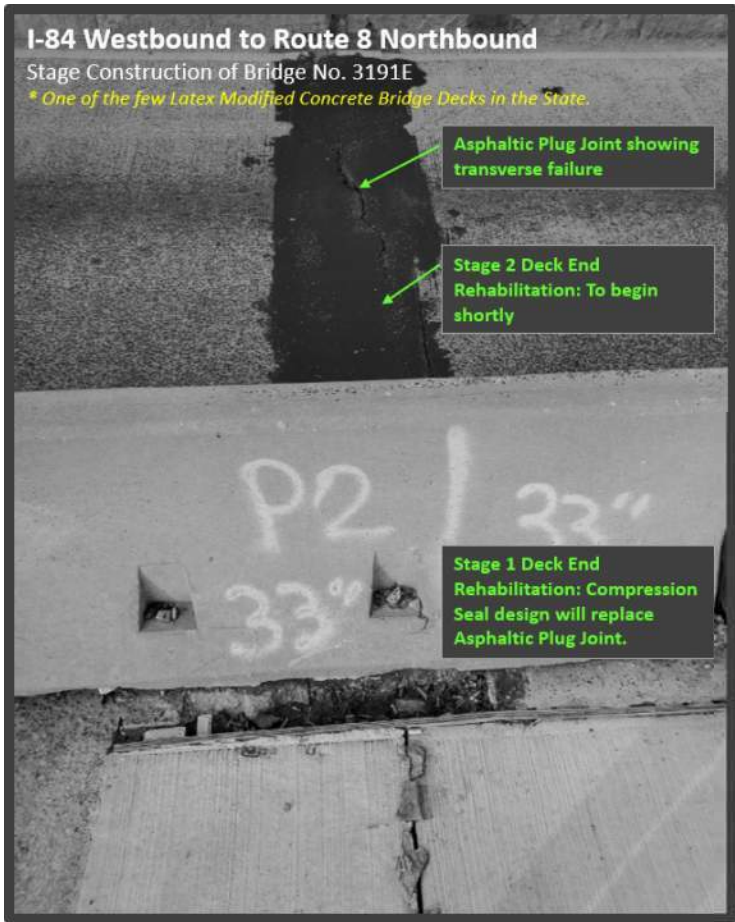 I-84 Westbound to Route 8 Northbound
Stage Construction of Bridge No. 3191E
* One of the few Latex Modified Concrete Bridge Decks in the State.
Asphaltic Plug Joint showing
transverse failure
Stage 2 Deck End
Rehabilitation: To begin
shortly
P2 | 33"
33"
Stage 1 Deck End
Rehabilitation: Compression
Seal design will replace
Asphaltic Plug Joint.